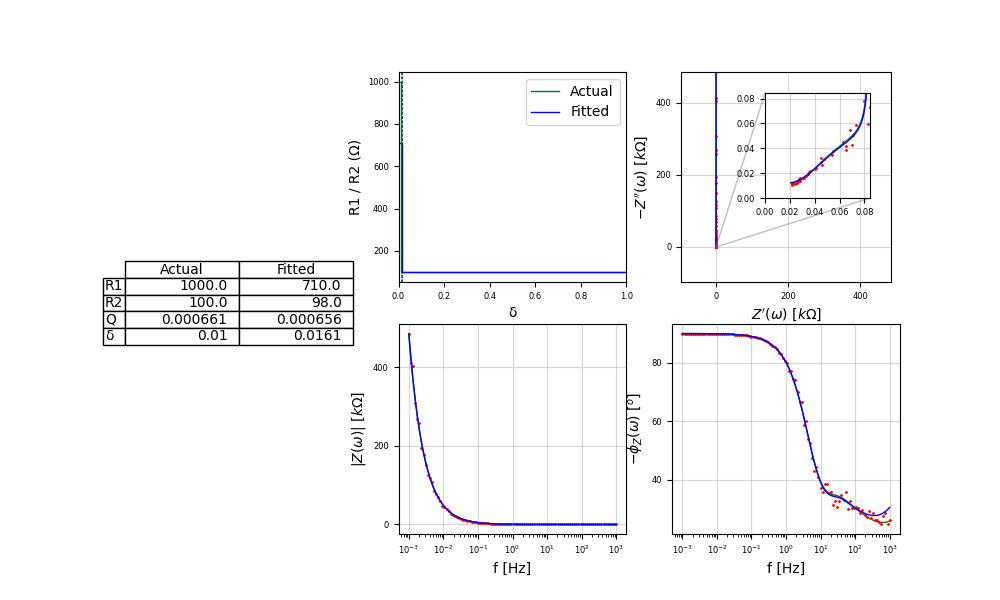 Actual Fitted
R1 1000.0 710.0
R2 100.0 98.0
Q 0.000661 0.000656
δ 0.01 0.0161
R1 / R2 (Ω)
1000
800
600
400
200
0.0 0.2 0.4 0.6 0.8 1.0
δ
Actual
Fitted
−Z′′(ω) [kΩ]
400
200
0
0 200 400
Z′(ω) [kΩ]
0.08
0.06
0.04
0.02
0.00
0.00 0.02 0.04 0.06 0.08
|Z(ω)| [kΩ]
400
200
0
10⁻³ 10⁻² 10⁻¹ 10⁰ 10¹ 10² 10³
f [Hz]
−ϕZ(ω) [°]
80
60
40
10⁻³ 10⁻² 10⁻¹ 10⁰ 10¹ 10² 10³
f [Hz]